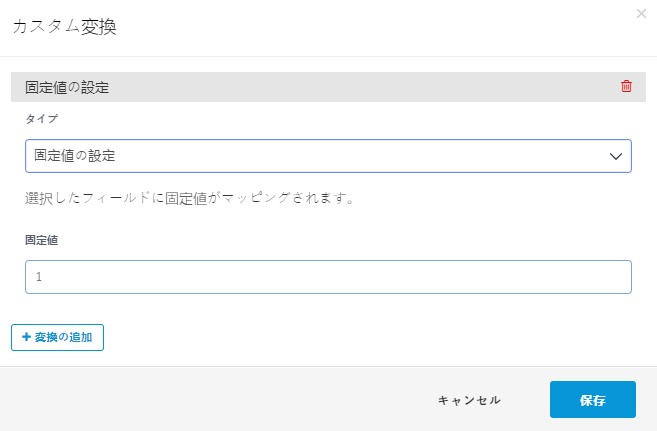 カスタム変換
固定値の設定
タイプ
固定値の設定
選択したフィールドに固定値がマッピングされます。
固定値
1
変換の追加
キャンセル
保存